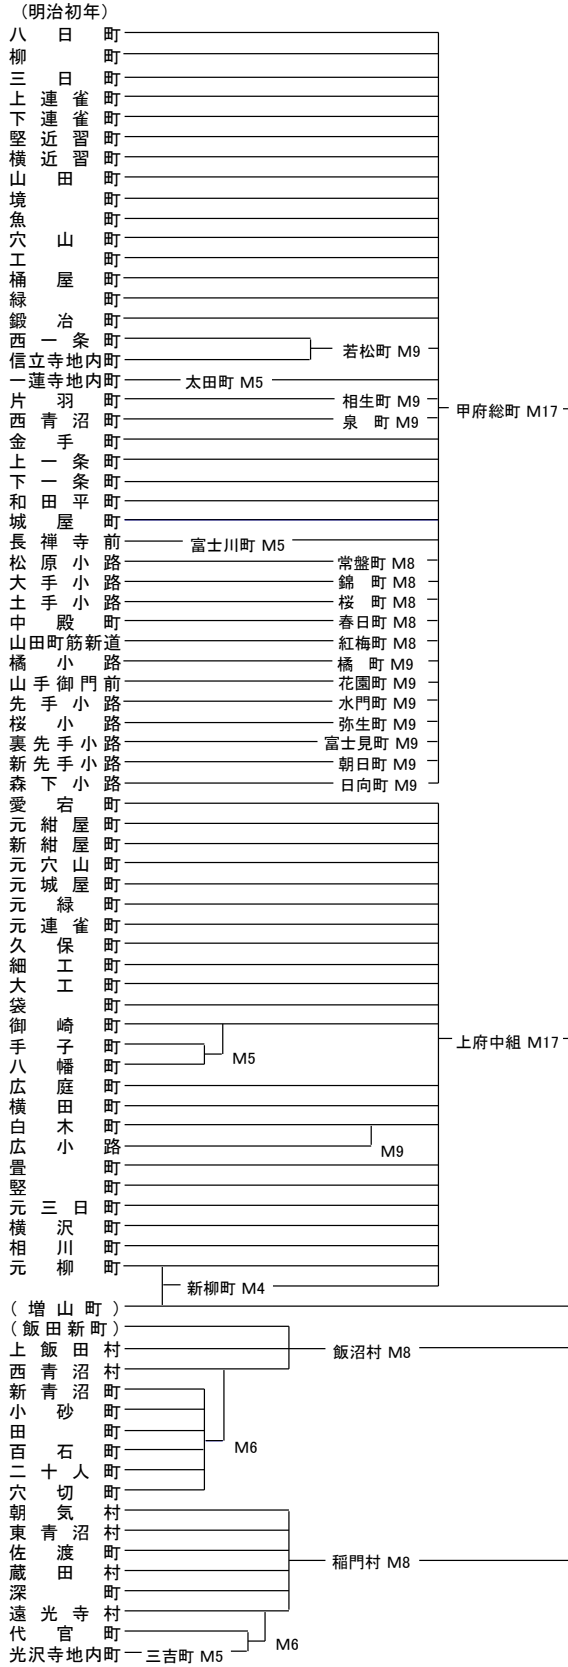 （明治初年）
八日町
柳町
三日町
上連雀町
下連雀町
堅近習町
横近習町
山田町
境町
魚町
穴山町
工町
桶屋町
緑町
鍛冶町
西一条町
信立寺地内町
若松町 M9
一蓮寺地内町 太田町 M5
片羽町 相生町 M9
甲府総町 M17
西青沼町 泉町 M9
金手町
上一条町
下一条町
和田平町
城屋町
長禅寺前 富士川町 M5
松原小路 常盤町 M8
大手小路 錦町 M8
土手小路 桜町 M8
中殿町 春日町 M8
山田町筋新道 紅梅町 M8
橘小路 橘町 M9
山手御門前 花園町 M9
先手小路 水門町 M9
桜小路 弥生町 M9
裏先手小路 富士見町 M9
新先手小路 朝日町 M9
森下小路 日向町 M9
愛宕町
元紺屋町
新紺屋町
元穴山町
元城屋町
元緑町
元連雀町
久保町
細工町
大工町
袋町
御崎町
上府中組 M17
手子町
M5
八幡町
広庭町
横田町
白木町
広小路
M9
畳町
竪町
元三日町
横沢町
相川町
元柳町
新柳町 M4
（増山町）
（飯田新町）
上飯田村 飯沼村 M8
西青沼村
新青沼町
小砂町
田町
百石町
M6
二十人町
穴切町
朝気村
東青沼村
佐渡町
稲門村 M8
蔵田村
深町
遠光寺村
代官町
M6
光沢寺地内町 三吉町 M5